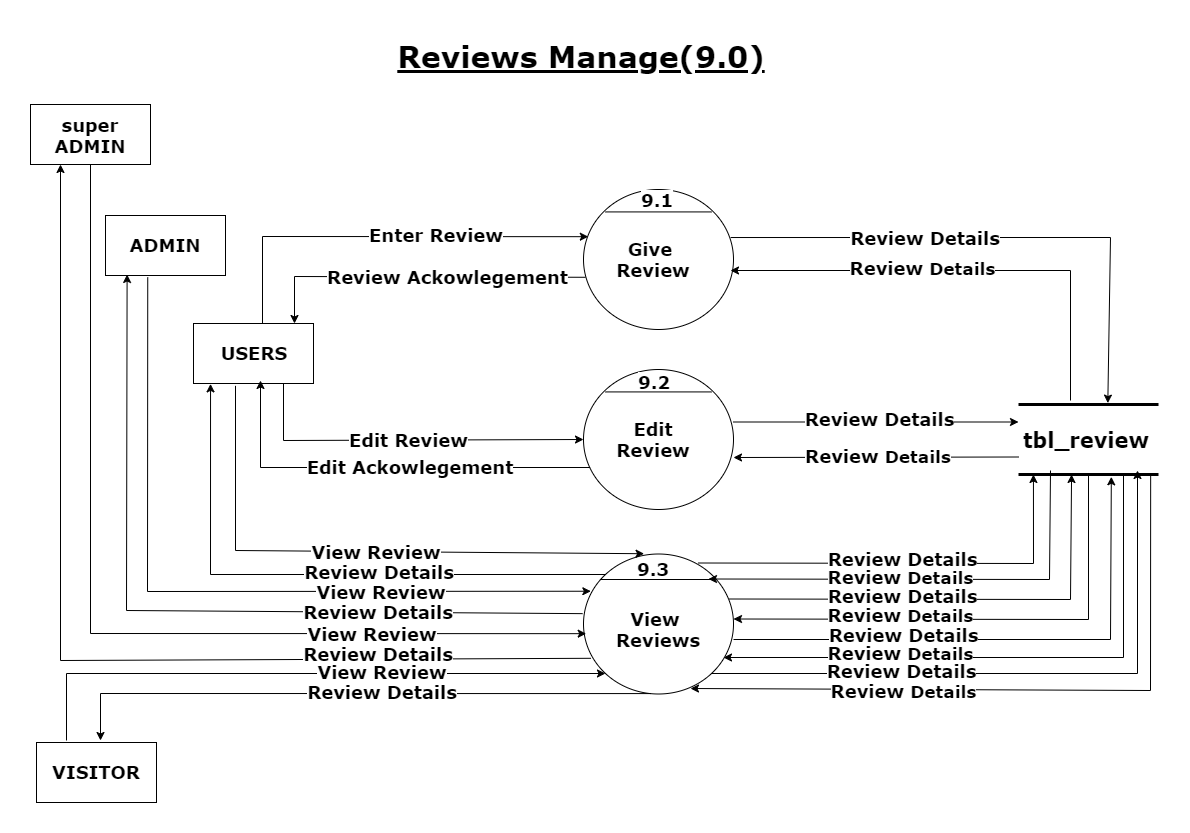 Reviews Manage(9.0)
super
ADMIN
ADMIN
USERS
VISITOR
9.1
Give
Review
Enter Review
Review Ackowlegement
Review Details
Review Details
9.2
Edit
Review
Edit Review
Edit Ackowlegement
Review Details
Review Details
tbl_review
9.3
View
Reviews
View Review
Review Details
View Review
Review Details
View Review
Review Details
View Review
Review Details
Review Details
Review Details
Review Details
Review Details
Review Details
Review Details
Review Details
Review Details